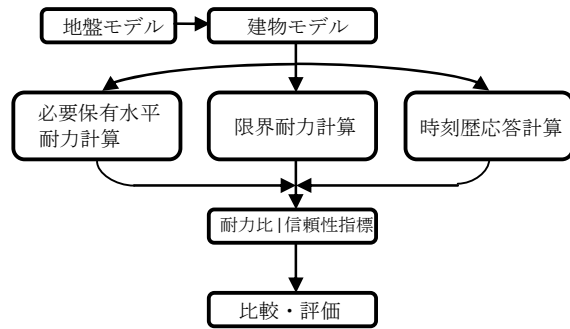 地盤モデル
建物モデル
必要保有水平
耐力計算
限界耐力計算
時刻歴応答計算
耐力比|信頼性指標
比較・評価